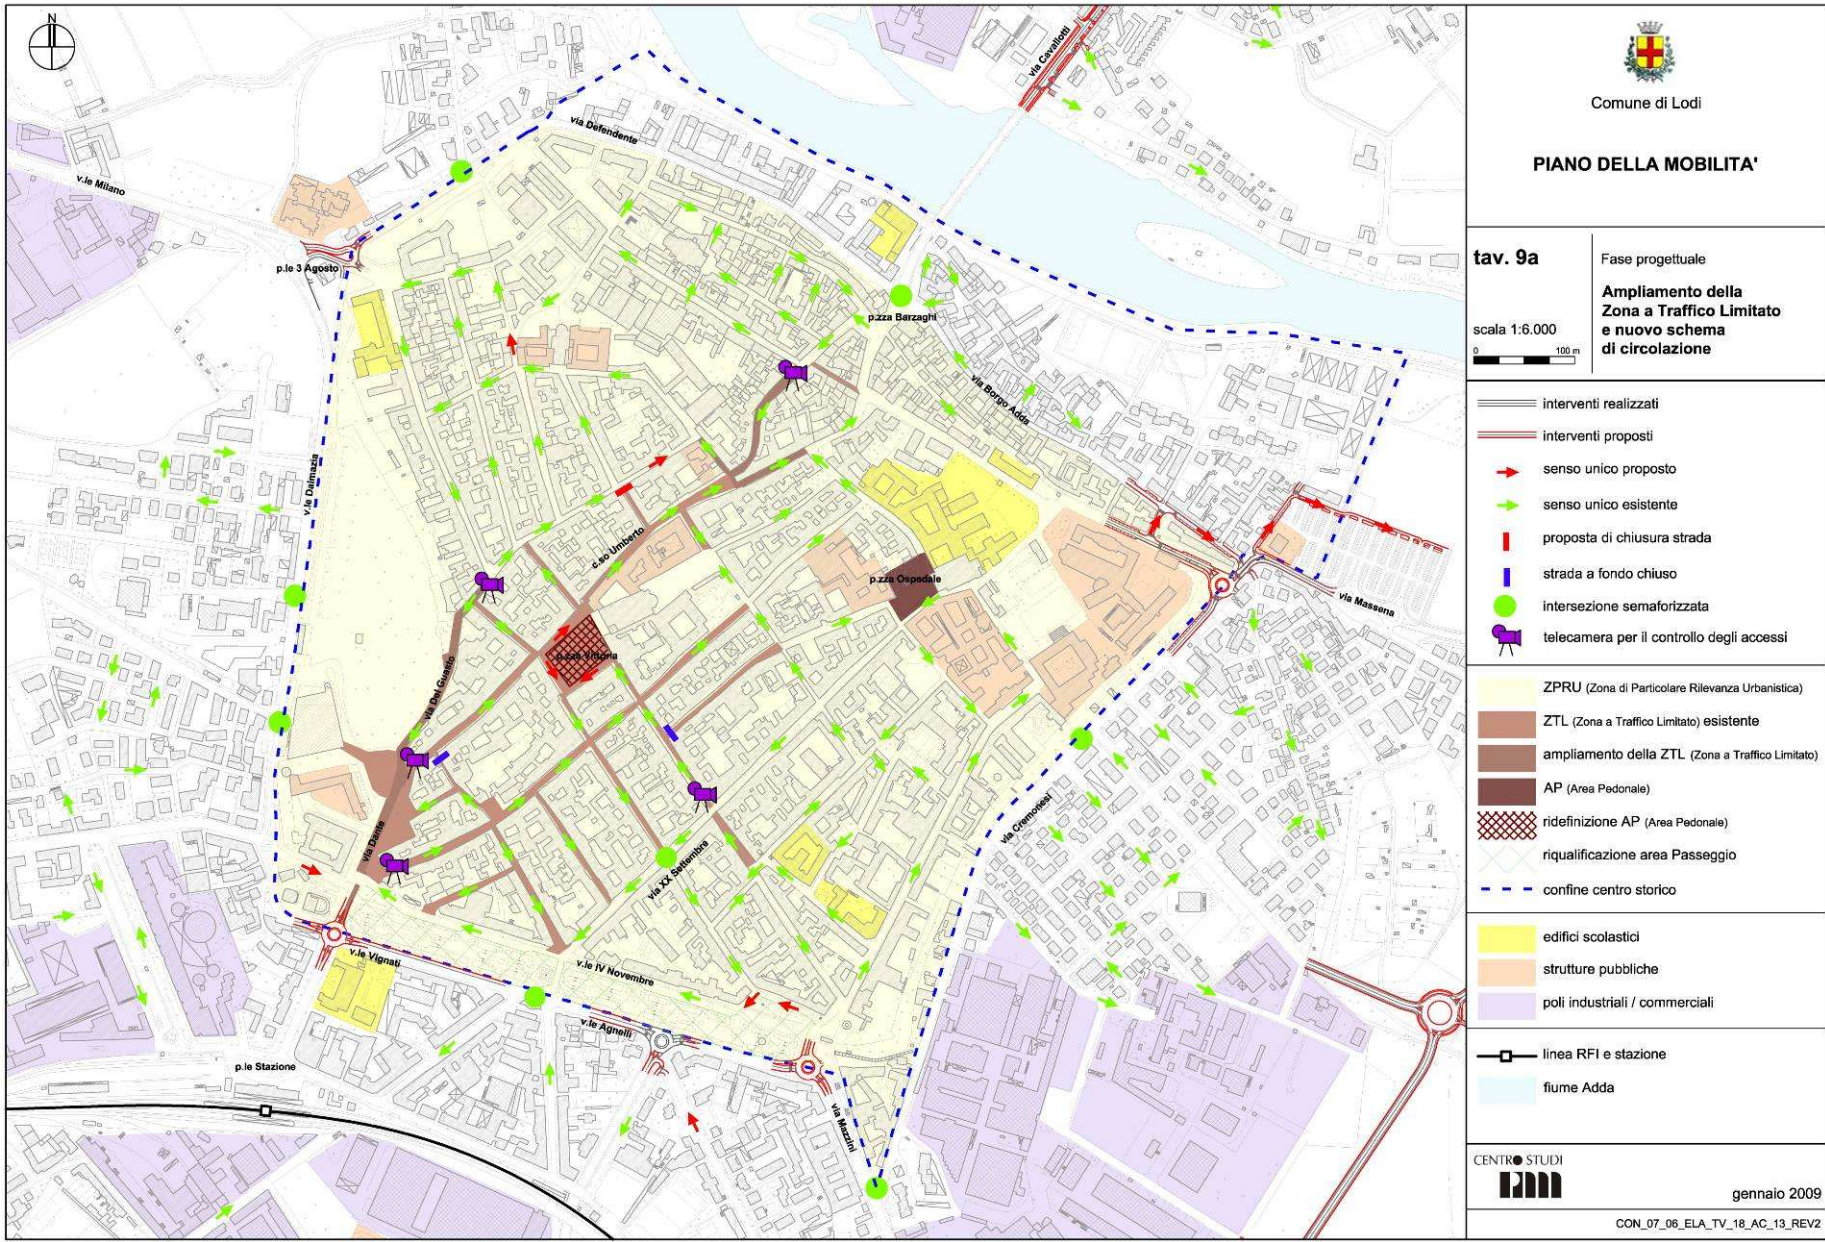 N
via Cavallotti
via Defendente
v.le Milano
p.le 3 Agosto
p.zza Barzaghi
via Borgo Adda
v.le Dalmazia
c.so Umberto
p.zza Ospedale
via Massena
p.zza Vittoria
via Del Guasto
via Dante
via XX Settembre
via Cremonesi
v.le Vignati
v.le IV Novembre
v.le Agnelli
p.le Stazione
via Mazzini
Comune di Lodi
PIANO DELLA MOBILITA'
tav. 9a
Fase progettuale
Ampliamento della
Zona a Traffico Limitato
e nuovo schema
di circolazione
scala 1:6.000
0 100 m
interventi realizzati
interventi proposti
senso unico proposto
senso unico esistente
proposta di chiusura strada
strada a fondo chiuso
intersezione semaforizzata
telecamera per il controllo degli accessi
ZPRU (Zona di Particolare Rilevanza Urbanistica)
ZTL (Zona a Traffico Limitato) esistente
ampliamento della ZTL (Zona a Traffico Limitato)
AP (Area Pedonale)
ridefinizione AP (Area Pedonale)
riqualificazione area Passeggio
confine centro storico
edifici scolastici
strutture pubbliche
poli industriali / commerciali
linea RFI e stazione
fiume Adda
CENTRO STUDI
PIM
gennaio 2009
CON_07_06_ELA_TV_18_AC_13_REV2